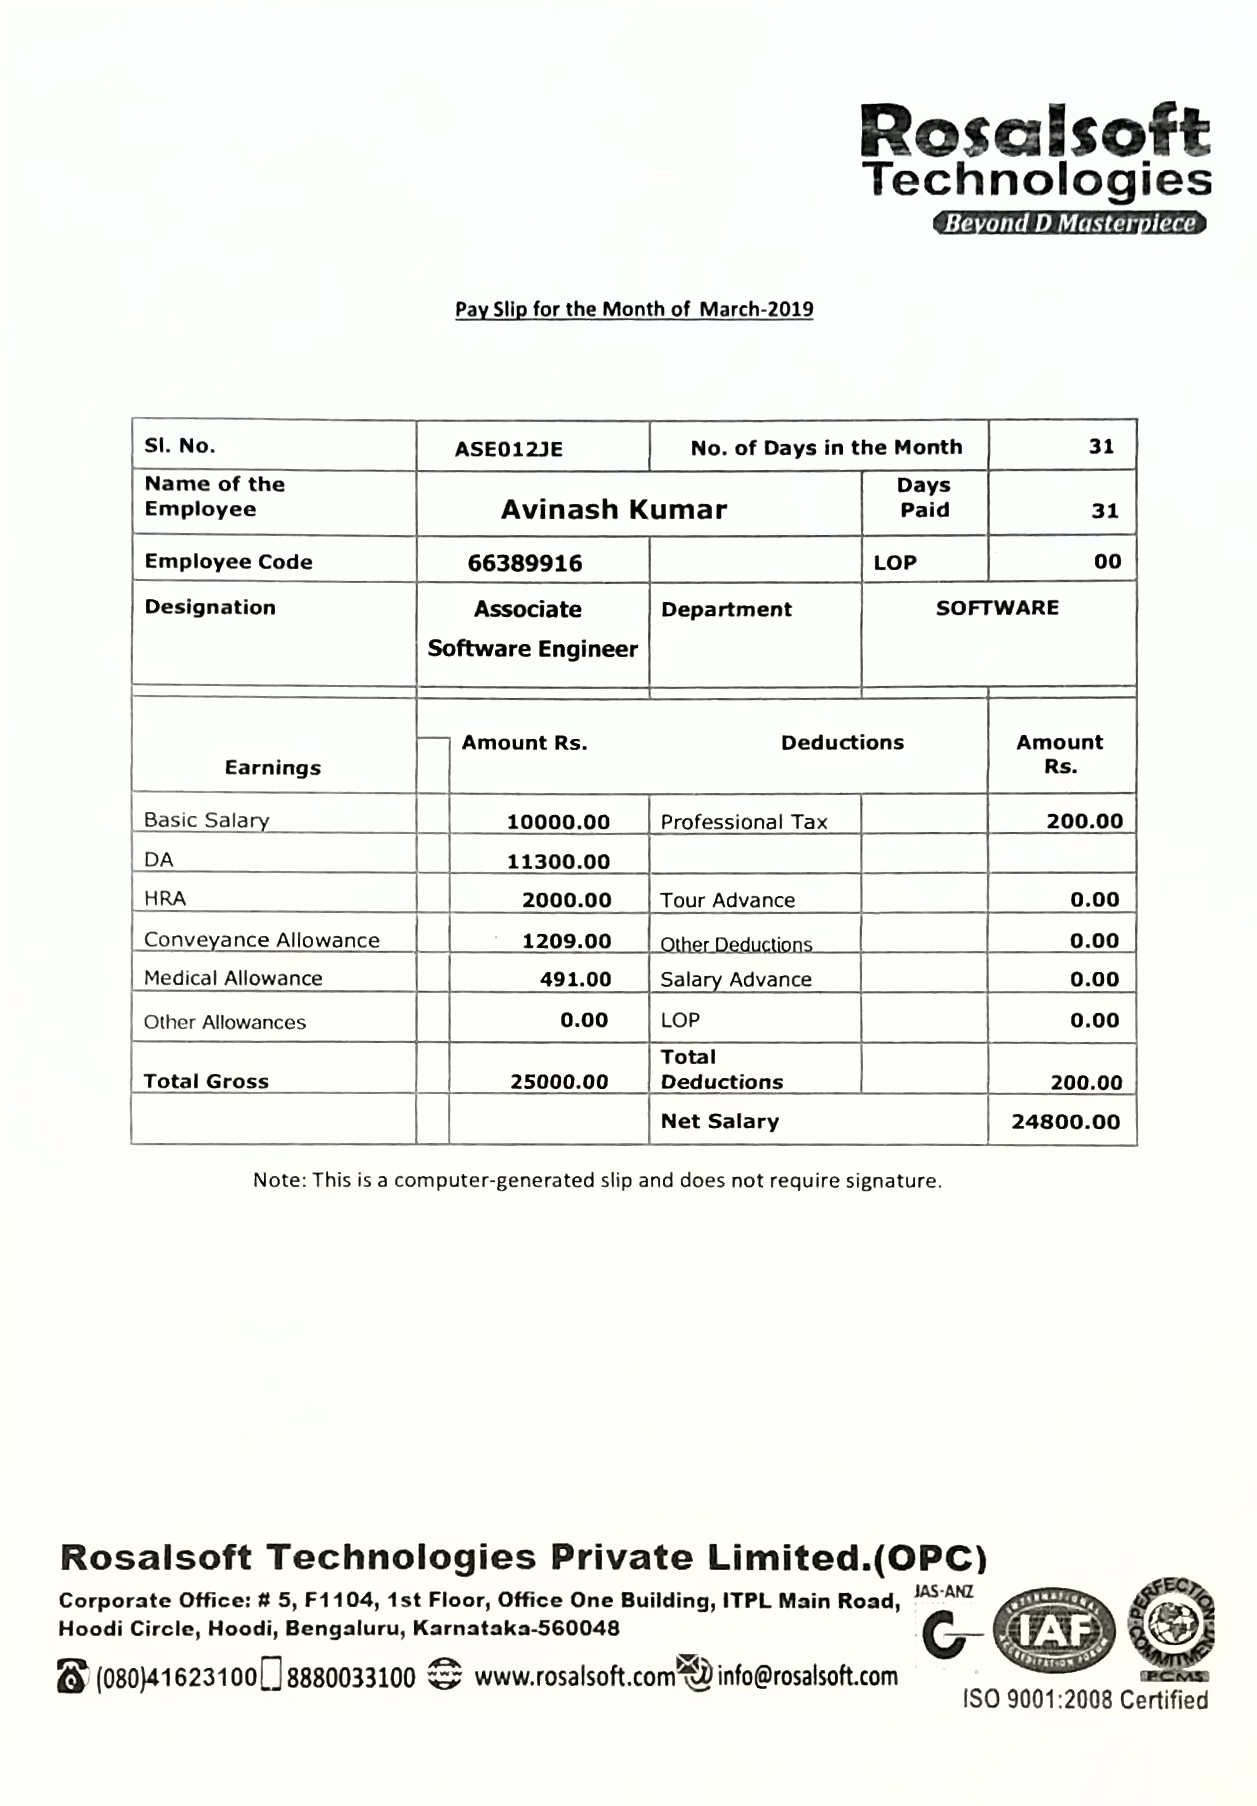 Rosalsoft
Technologies
Beyond D Masterpiece
Pay Slip for the Month of March-2019
Sl. No. ASE012JE No. of Days in the Month 31
Name of the Employee Avinash Kumar Days Paid 31
Employee Code 66389916 LOP 00
Designation Associate Software Engineer Department SOFTWARE
Earnings Amount Rs. Deductions Amount Rs.
Basic Salary 10000.00 Professional Tax 200.00
DA 11300.00
HRA 2000.00 Tour Advance 0.00
Conveyance Allowance 1209.00 Other Deductions 0.00
Medical Allowance 491.00 Salary Advance 0.00
Other Allowances 0.00 LOP 0.00
Total Gross 25000.00 Total Deductions 200.00
Net Salary 24800.00
Note: This is a computer-generated slip and does not require signature.
Rosalsoft Technologies Private Limited.(OPC)
Corporate Office: # 5, F1104, 1st Floor, Office One Building, ITPL Main Road,
Hoodi Circle, Hoodi, Bengaluru, Karnataka-560048
(080)41623100 8880033100 www.rosalsoft.com info@rosalsoft.com
JAS-ANZ
INTERNATIONAL
IAF
ACCREDITATION FORUM
PERFECTION
COMMITMENT
PCMS
ISO 9001:2008 Certified